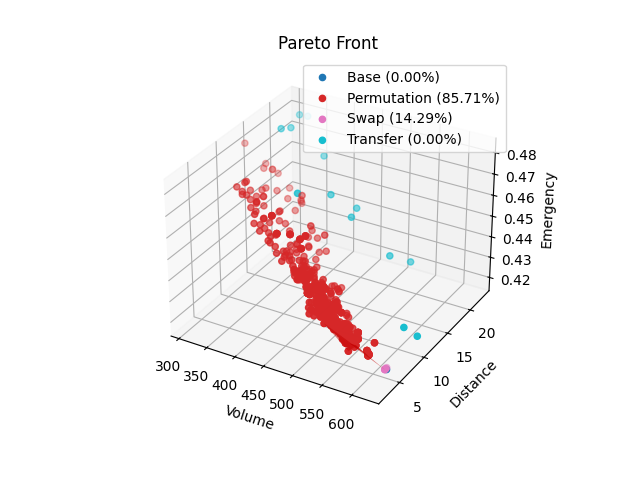 Pareto Front
Base (0.00%)
Permutation (85.71%)
Swap (14.29%)
Transfer (0.00%)
0.48
0.47
0.46
0.45
0.44
0.43
0.42
Emergency
20
15
10
5
Distance
300
350
400
450
500
550
600
Volume